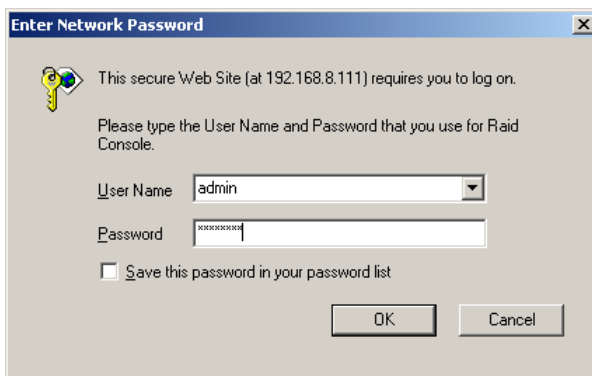 Enter Network Password
This secure Web Site (at 192.168.8.111) requires you to log on.
Please type the User Name and Password that you use for Raid
Console.
User Name admin
Password ********
Save this password in your password list
OK Cancel